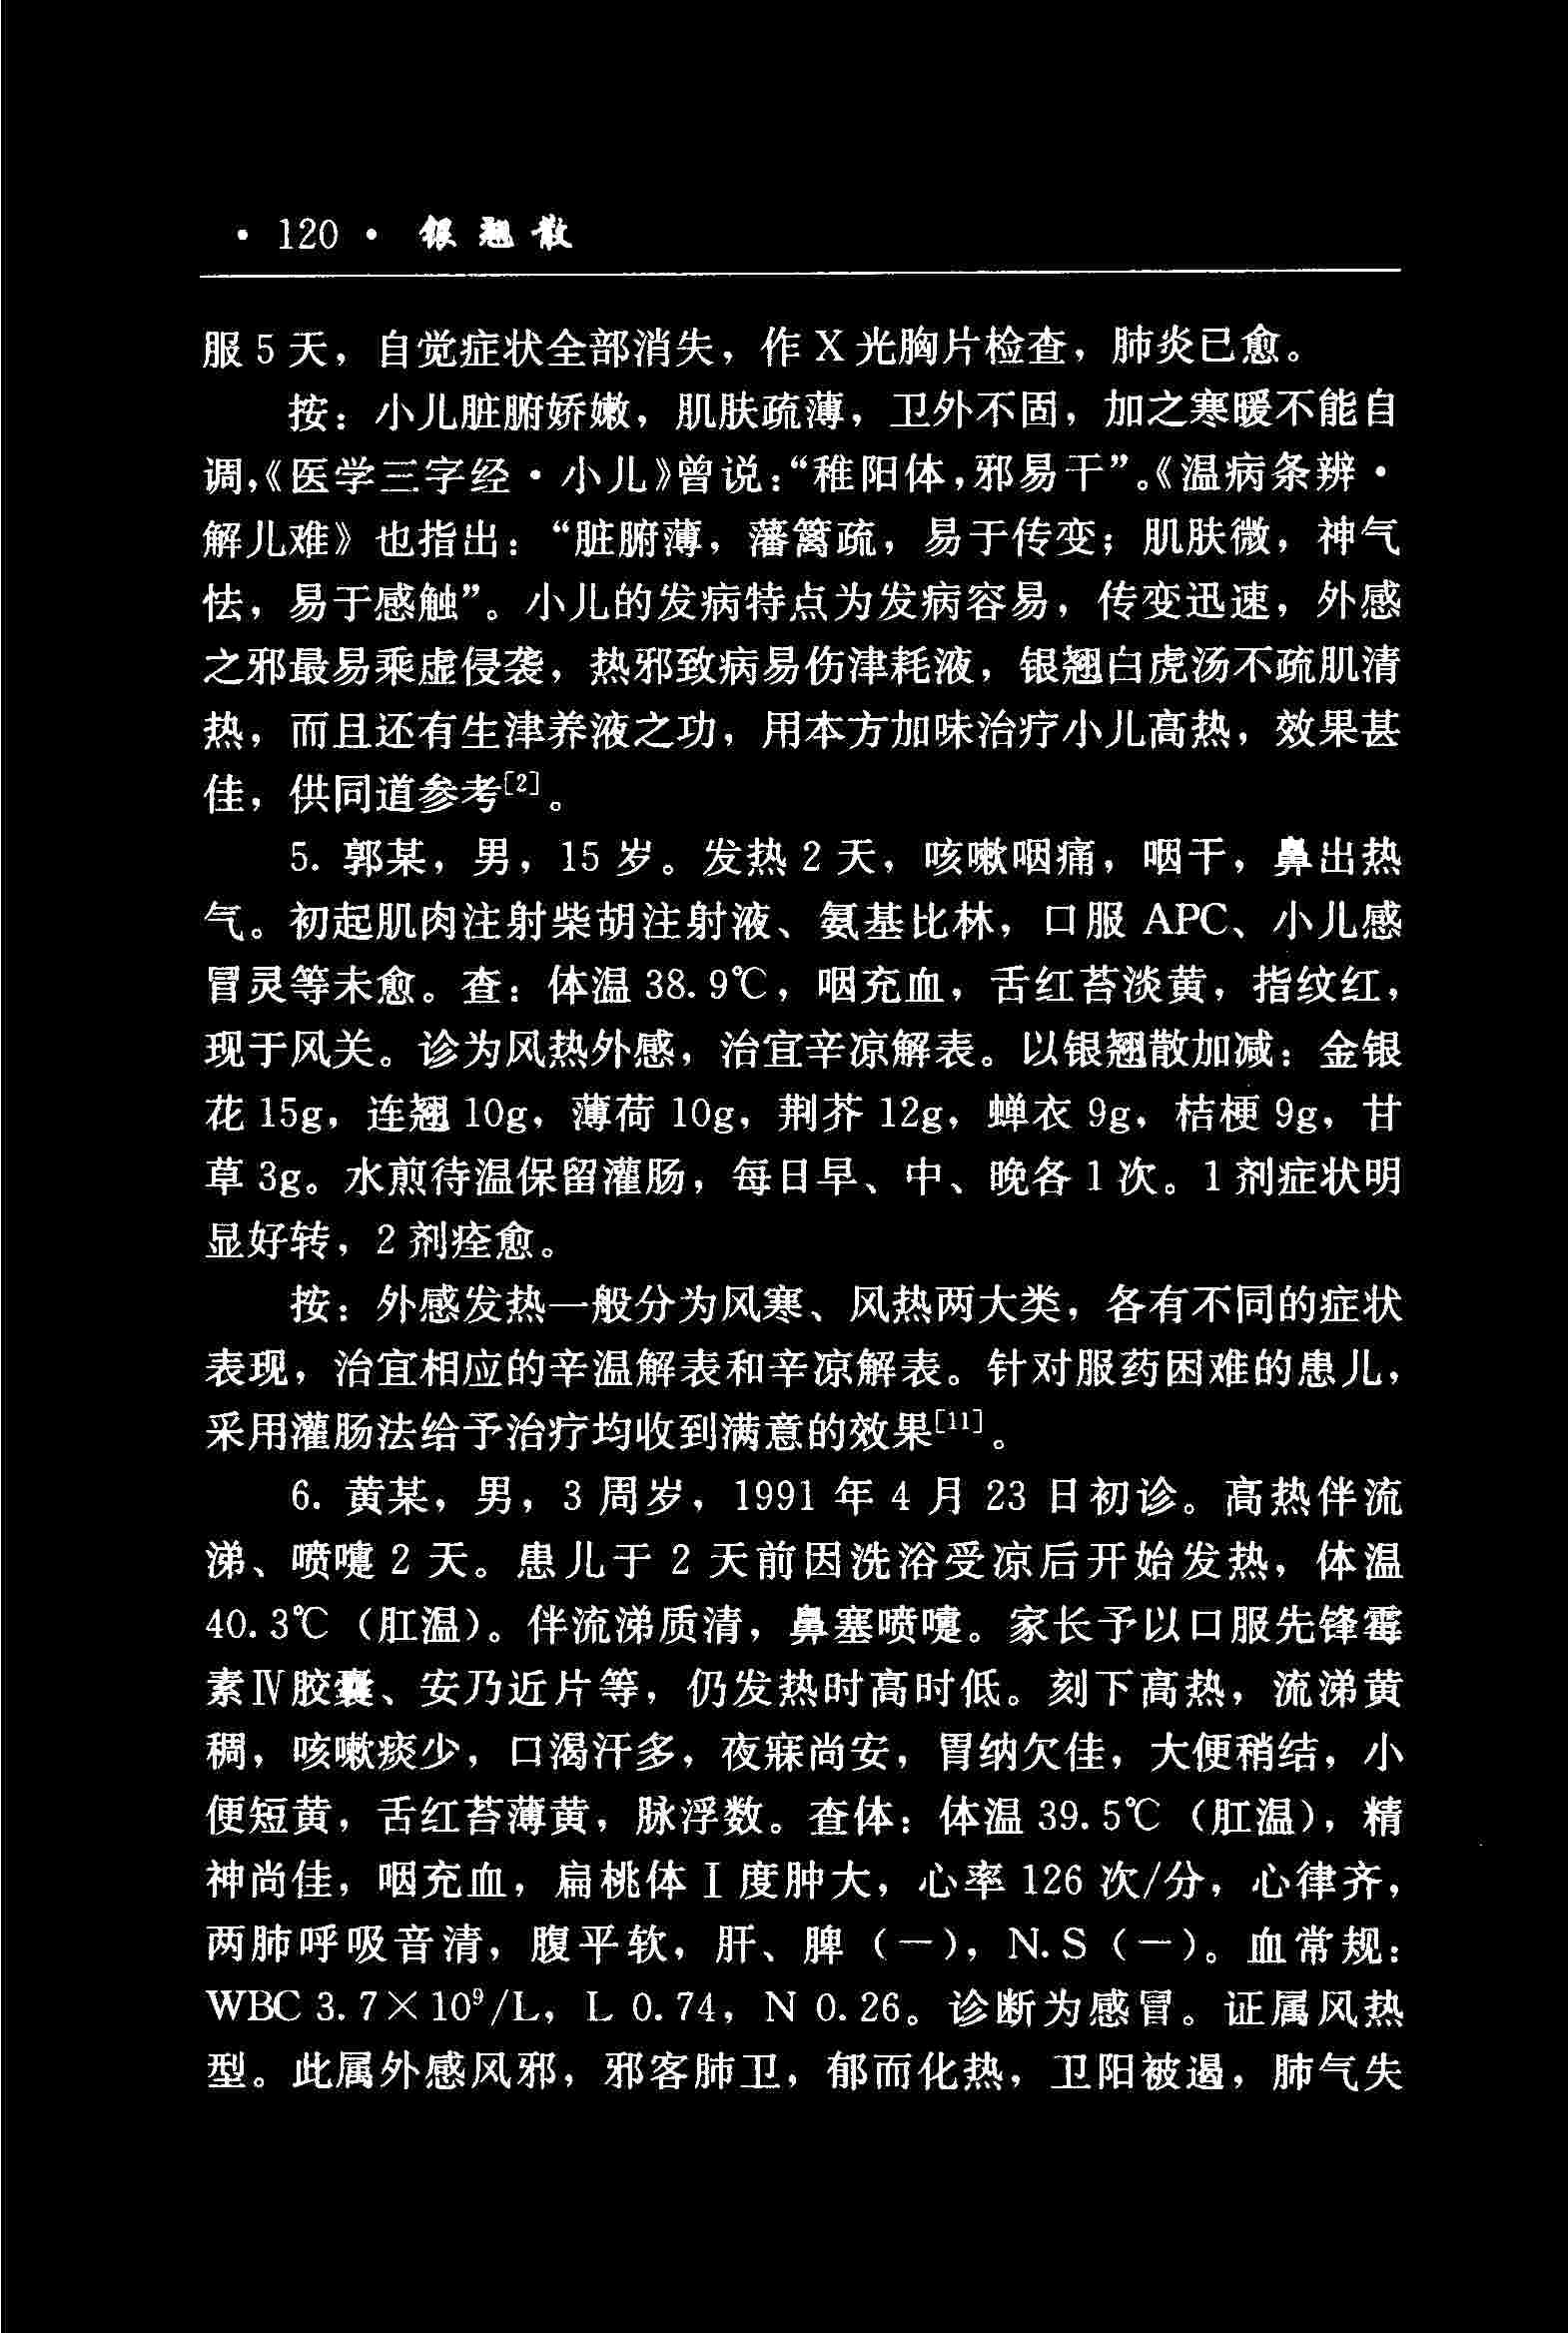 · 120 · 银翘散
服 5 天，自觉症状全部消失，作 X 光胸片检查，肺炎已愈。
按：小儿脏腑娇嫩，肌肤疏薄，卫外不固，加之寒暖不能自
调，《医学三字经·小儿》曾说：“稚阳体，邪易干”。《温病条辨·
解儿难》也指出：“脏腑薄，藩篱疏，易于传变；肌肤微，神气
怯，易于感触”。小儿的发病特点为发病容易，传变迅速，外感
之邪最易乘虚侵袭，热邪致病易伤津耗液，银翘白虎汤不疏肌清
热，而且还有生津养液之功，用本方加味治疗小儿高热，效果甚
佳，供同道参考[2]。
5. 郭某，男，15 岁。发热 2 天，咳嗽咽痛，咽干，鼻出热
气。初起肌肉注射柴胡注射液、氨基比林，口服 APC、小儿感
冒灵等未愈。查：体温 38.9℃，咽充血，舌红苔淡黄，指纹红，
现于风关。诊为风热外感，治宜辛凉解表。以银翘散加减：金银
花 15g，连翘 10g，薄荷 10g，荆芥 12g，蝉衣 9g，桔梗 9g，甘
草 3g。水煎待温保留灌肠，每日早、中、晚各 1 次。1 剂症状明
显好转，2 剂痊愈。
按：外感发热一般分为风寒、风热两大类，各有不同的症状
表现，治宜相应的辛温解表和辛凉解表。针对服药困难的患儿，
采用灌肠法给予治疗均收到满意的效果[11]。
6. 黄某，男，3 周岁，1991 年 4 月 23 日初诊。高热伴流
涕、喷嚏 2 天。患儿于 2 天前因洗浴受凉后开始发热，体温
40.3℃（肛温）。伴流涕质清，鼻塞喷嚏。家长予以口服先锋霉
素Ⅳ胶囊、安乃近片等，仍发热时高时低。刻下高热，流涕黄
稠，咳嗽痰少，口渴汗多，夜寐尚安，胃纳欠佳，大便稍结，小
便短黄，舌红苔薄黄，脉浮数。查体：体温 39.5℃（肛温），精
神尚佳，咽充血，扁桃体Ⅰ度肿大，心率 126 次/分，心律齐，
两肺呼吸音清，腹平软，肝、脾（一），N.S（一）。血常规：
WBC 3.7×10⁹/L，L 0.74，N 0.26。诊断为感冒。证属风热
型。此属外感风邪，邪客肺卫，郁而化热，卫阳被遏，肺气失